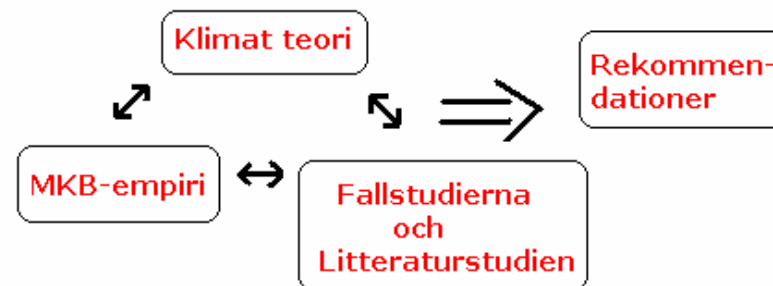 Klimat teori
Rekommen-
dationer
MKB-empiri
Fallstudierna
och
Litteraturstudien